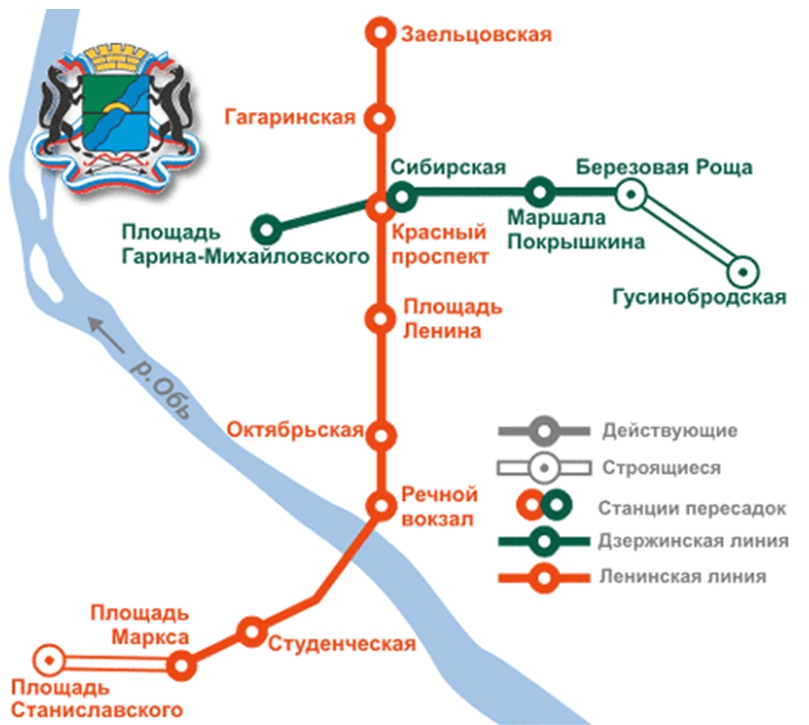 Заельцовская
Гагаринская
Сибирская
Березовая Роща
Площадь
Гарина-Михайловского
Красный
проспект
Маршала
Покрышкина
Гусинобродская
Площадь
Ленина
р.Обь
Октябрьская
Речной
вокзал
Площадь
Маркса
Студенческая
Площадь
Станиславского
Действующие
Строящиеся
Станции пересадок
Дзержинская линия
Ленинская линия